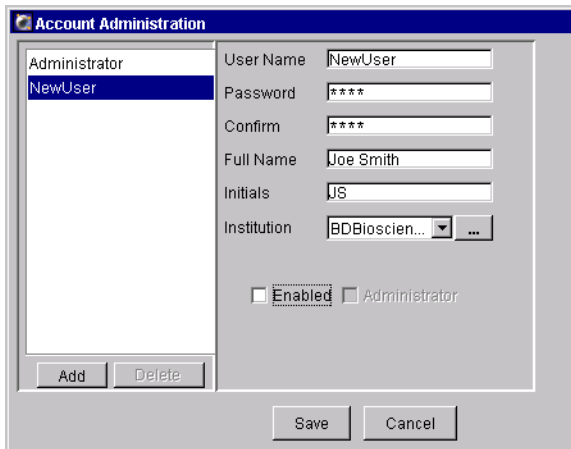 Account Administration
Administrator
NewUser
User Name NewUser
Password ****
Confirm ****
Full Name Joe Smith
Initials JS
Institution BDBioscien... ...
Enabled Administrator
Add Delete
Save Cancel